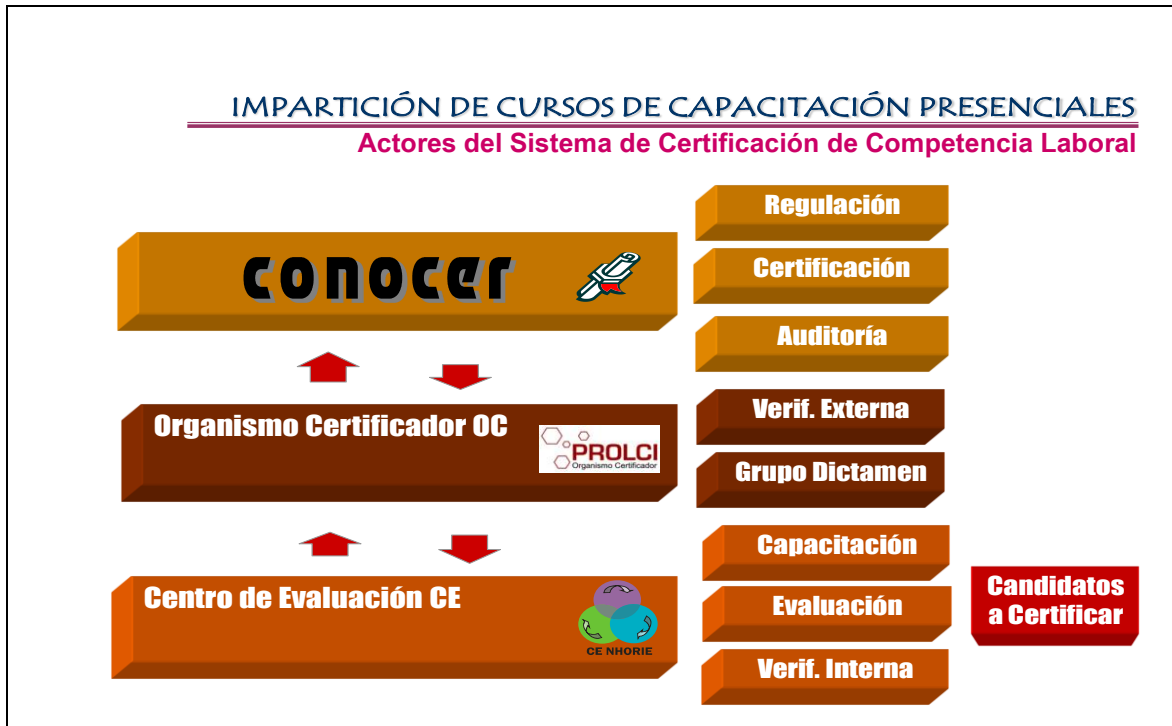 IMPARTICIÓN DE CURSOS DE CAPACITACIÓN PRESENCIALES
Actores del Sistema de Certificación de Competencia Laboral
conocer
Regulación
Certificación
Auditoría
Organismo Certificador OC
PROLCI
Organismo Certificador
Verif. Externa
Grupo Dictamen
Centro de Evaluación CE
CE NHORIE
Capacitación
Evaluación
Verif. Interna
Candidatos
a Certificar